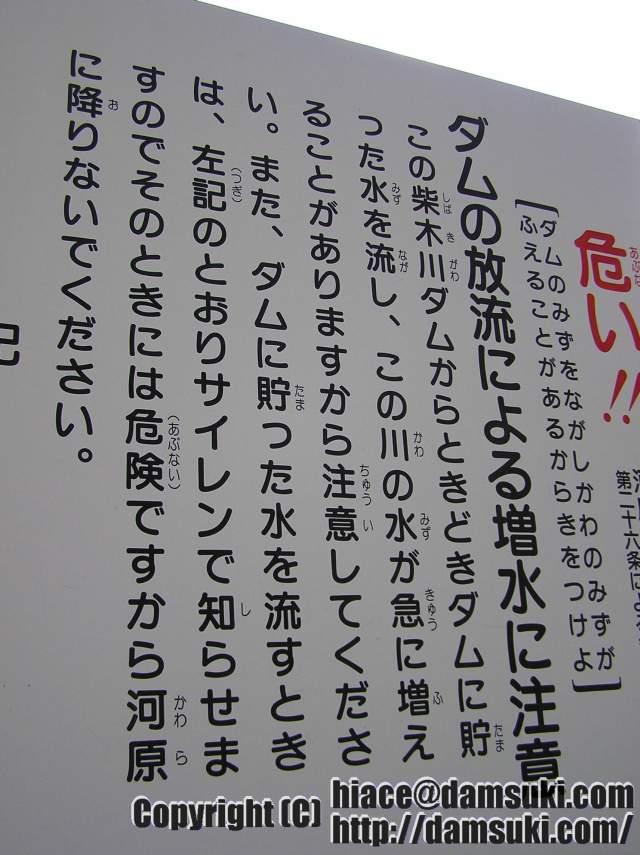 危い!!
ダムのみずをながしかわのみずが
ふえることがあるからきをつけよ
ダムの放流による増水に注意
この柴木川ダムからときどきダムに貯
った水を流し、この川の水が急に増え
ることがありますから注意してくださ
い。また、ダムに貯った水を流すとき
は、左記のとおりサイレンで知らせま
すのでそのときには危険ですから河原
に降りないでください。
記
Copyright (C) hiace@damsuki.com
http://damsuki.com/